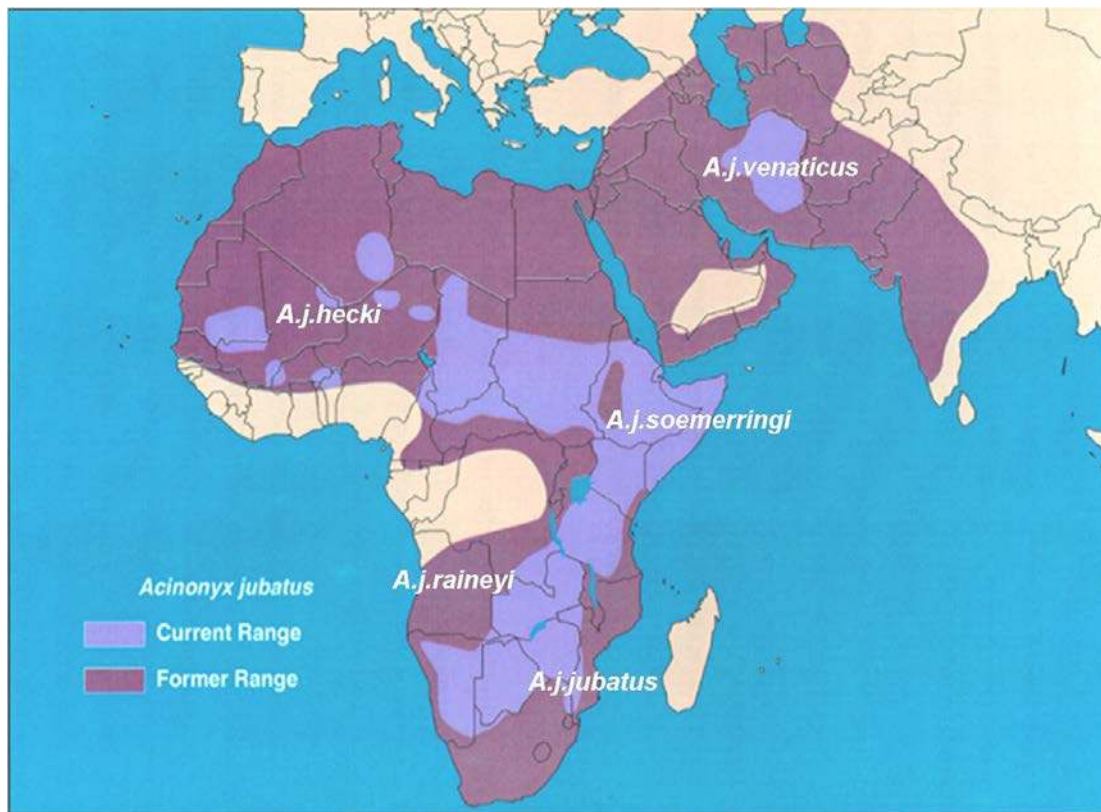 A.j.venaticus
A.j.hecki
A.j.soemerringi
A.j.raineyi
Acinonyx jubatus
Current Range
Former Range
A.j.jubatus